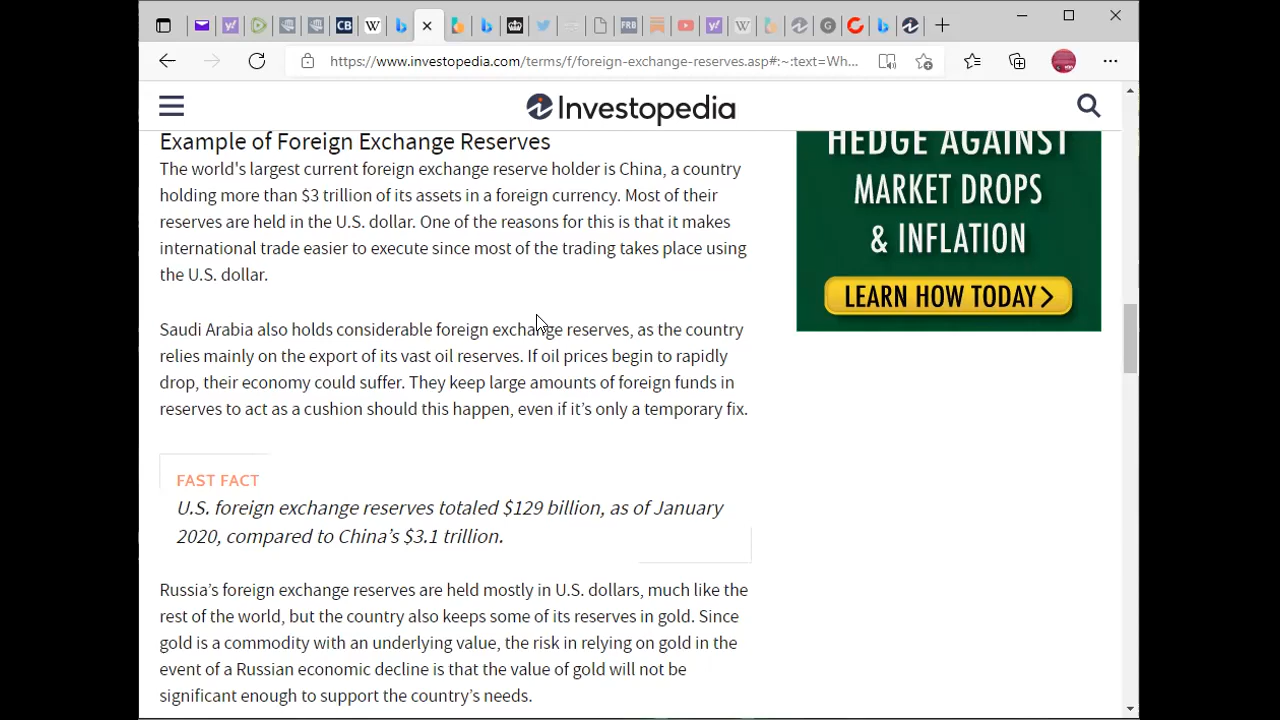 https://www.investopedia.com/terms/f/foreign-exchange-reserves.asp#:~:text=Wh...
Investopedia
Example of Foreign Exchange Reserves
The world's largest current foreign exchange reserve holder is China, a country
holding more than $3 trillion of its assets in a foreign currency. Most of their
reserves are held in the U.S. dollar. One of the reasons for this is that it makes
international trade easier to execute since most of the trading takes place using
the U.S. dollar.
Saudi Arabia also holds considerable foreign exchange reserves, as the country
relies mainly on the export of its vast oil reserves. If oil prices begin to rapidly
drop, their economy could suffer. They keep large amounts of foreign funds in
reserves to act as a cushion should this happen, even if it’s only a temporary fix.
FAST FACT
U.S. foreign exchange reserves totaled $129 billion, as of January
2020, compared to China’s $3.1 trillion.
Russia’s foreign exchange reserves are held mostly in U.S. dollars, much like the
rest of the world, but the country also keeps some of its reserves in gold. Since
gold is a commodity with an underlying value, the risk in relying on gold in the
event of a Russian economic decline is that the value of gold will not be
significant enough to support the country’s needs.
HEDGE AGAINST
MARKET DROPS
& INFLATION
LEARN HOW TODAY